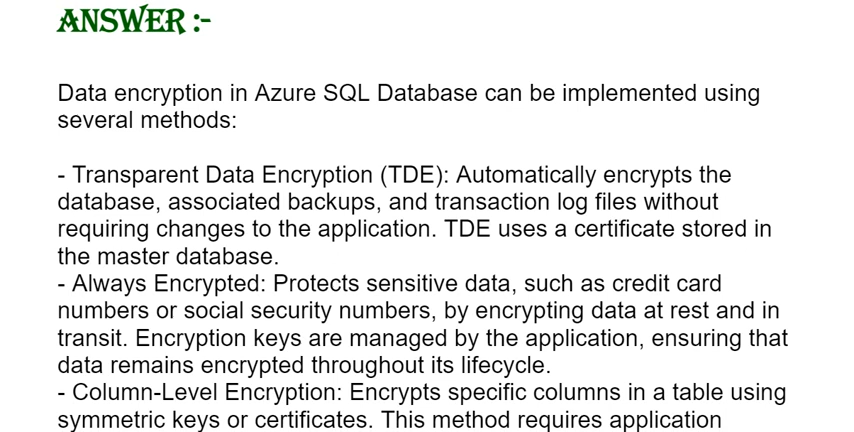 ANSWER :-
Data encryption in Azure SQL Database can be implemented using
several methods:
- Transparent Data Encryption (TDE): Automatically encrypts the
database, associated backups, and transaction log files without
requiring changes to the application. TDE uses a certificate stored in
the master database.
- Always Encrypted: Protects sensitive data, such as credit card
numbers or social security numbers, by encrypting data at rest and in
transit. Encryption keys are managed by the application, ensuring that
data remains encrypted throughout its lifecycle.
- Column-Level Encryption: Encrypts specific columns in a table using
symmetric keys or certificates. This method requires application